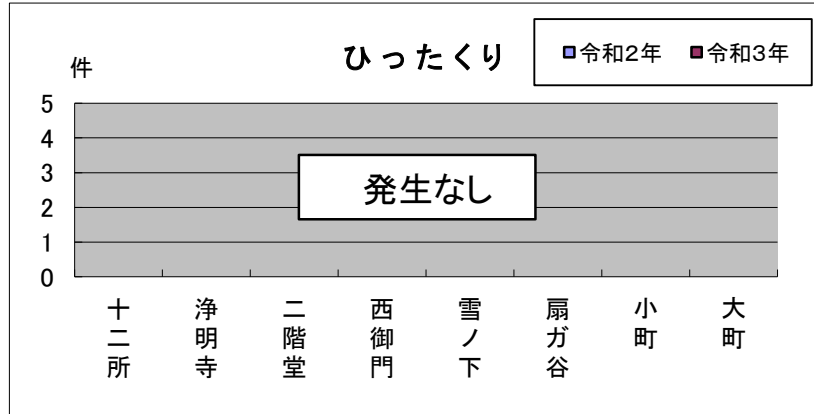 ひったくり
■令和2年 ■令和3年
件
5
4
3
2
1
0
発生なし
十二所
浄明寺
二階堂
西御門
雪ノ下
扇ガ谷
小町
大町